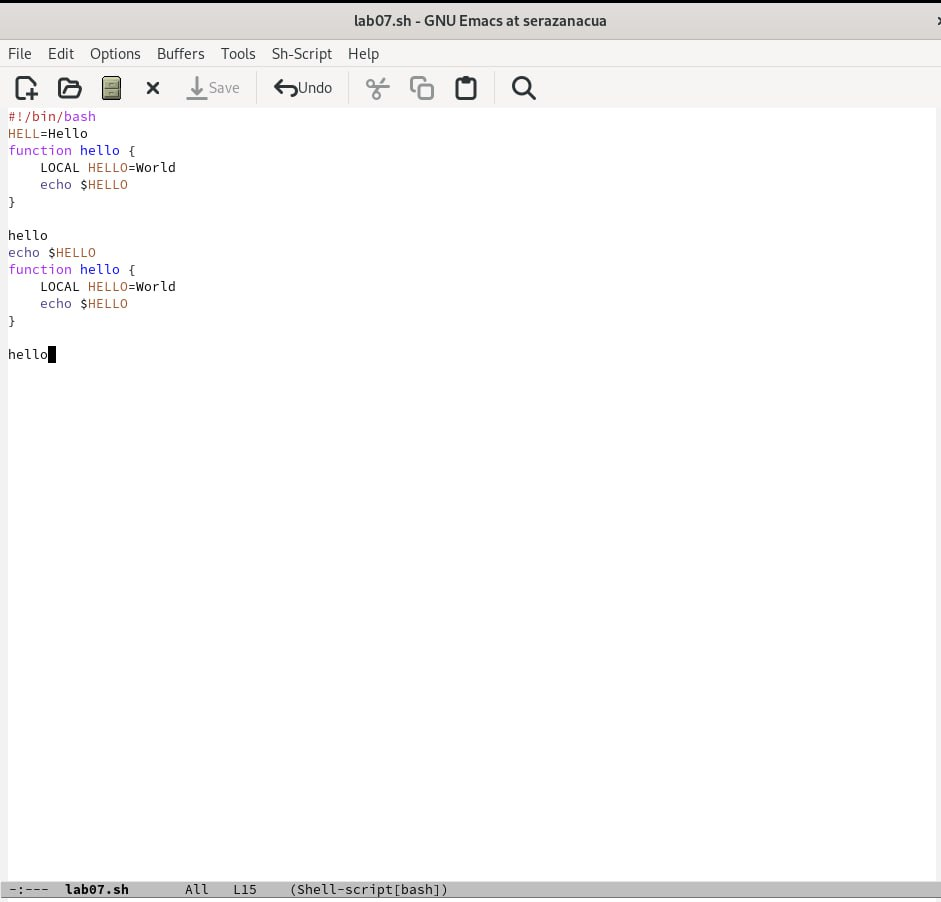 lab07.sh - GNU Emacs at serazanacua
File Edit Options Buffers Tools Sh-Script Help
Save Undo
#!/bin/bash
HELL=Hello
function hello {
    LOCAL HELLO=World
    echo $HELLO
}

hello
echo $HELLO
function hello {
    LOCAL HELLO=World
    echo $HELLO
}

hello
-:--- lab07.sh All L15 (Shell-script[bash])